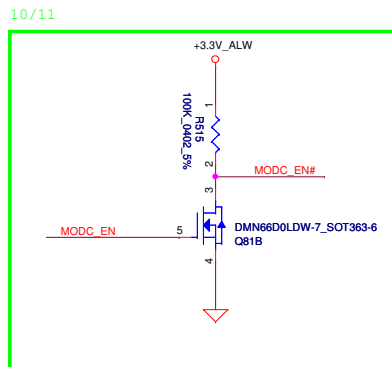 10/11
+3.3V_ALW
1
R515
100K_0402_5%
2
MODC_EN#
3
MODC_EN
5
DMN66D0LDW-7_SOT363-6
Q81B
4